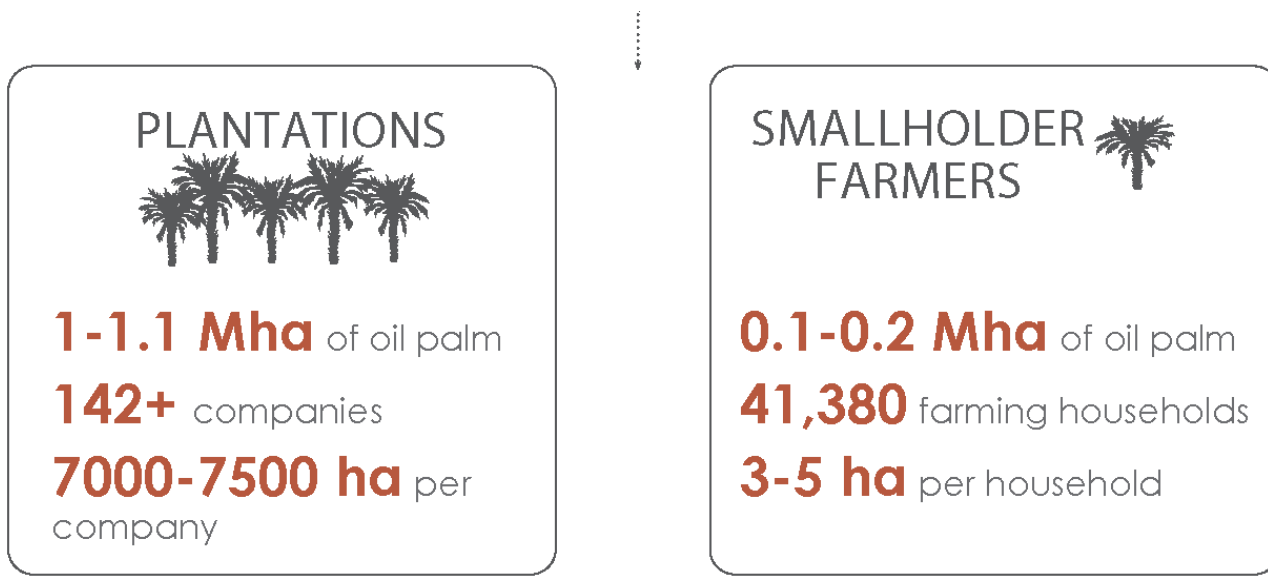 PLANTATIONS
1-1.1 Mha of oil palm
142+ companies
7000-7500 ha per
company
SMALLHOLDER
FARMERS
0.1-0.2 Mha of oil palm
41,380 farming households
3-5 ha per household